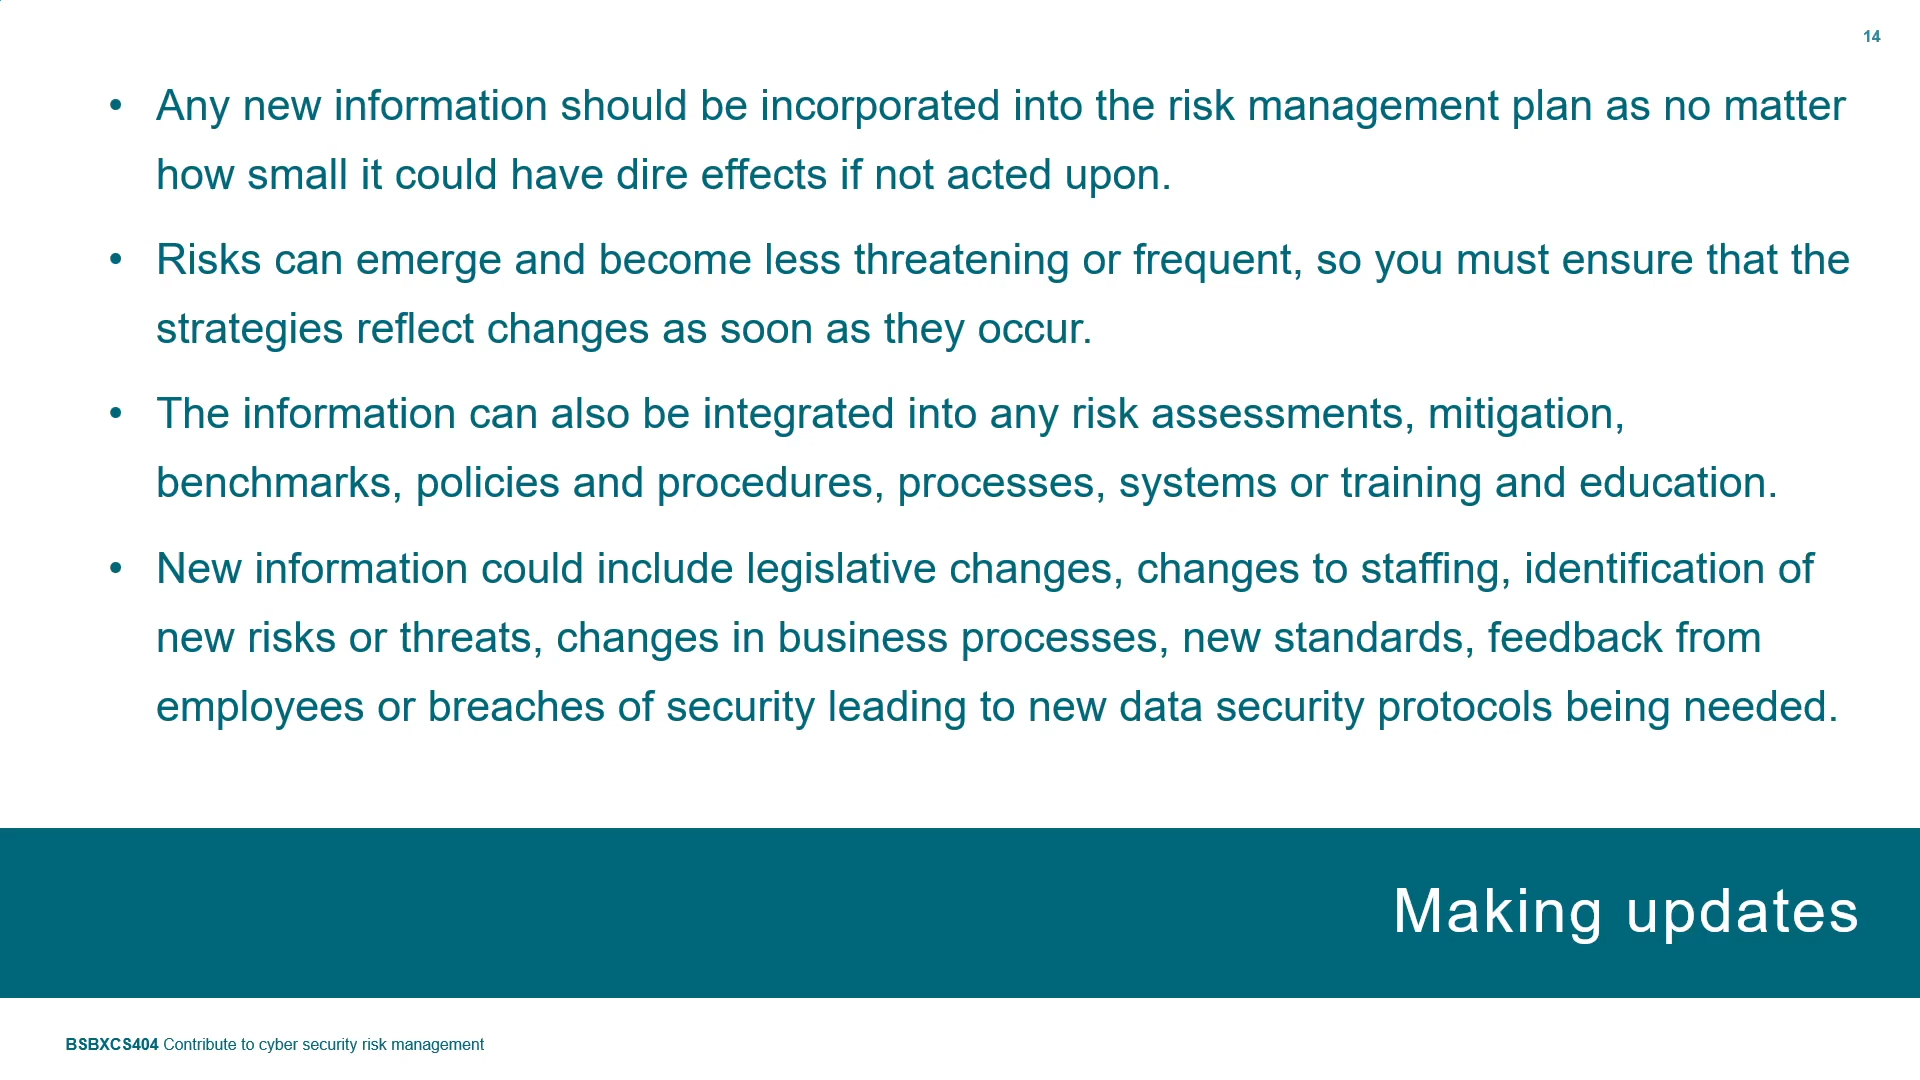 14
• Any new information should be incorporated into the risk management plan as no matter
how small it could have dire effects if not acted upon.
• Risks can emerge and become less threatening or frequent, so you must ensure that the
strategies reflect changes as soon as they occur.
• The information can also be integrated into any risk assessments, mitigation,
benchmarks, policies and procedures, processes, systems or training and education.
• New information could include legislative changes, changes to staffing, identification of
new risks or threats, changes in business processes, new standards, feedback from
employees or breaches of security leading to new data security protocols being needed.
Making updates
BSBXCS404 Contribute to cyber security risk management